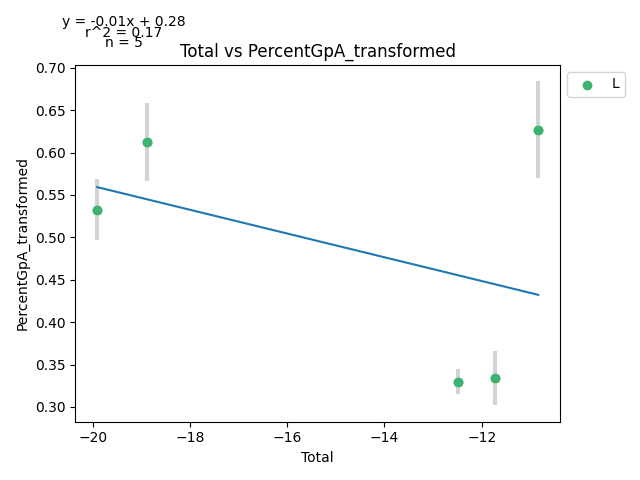 y = -0.01x + 0.28
r^2 = 0.17
n = 5
Total vs PercentGpA_transformed
L
PercentGpA_transformed
0.70
0.65
0.60
0.55
0.50
0.45
0.40
0.35
0.30
−20
−18
−16
−14
−12
Total